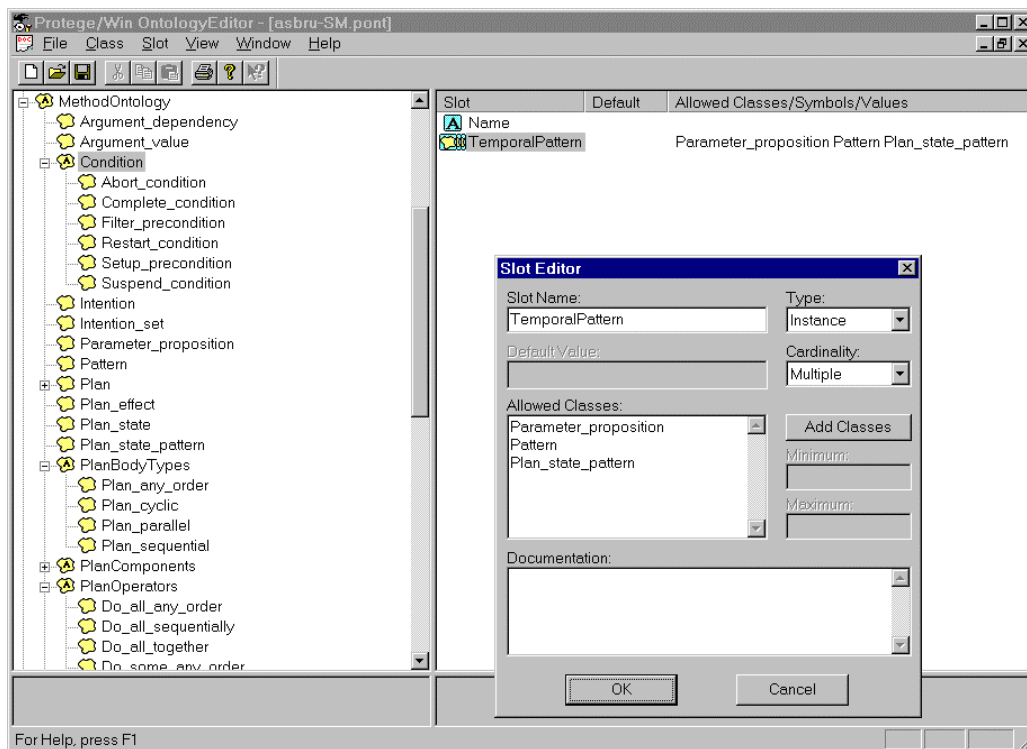 Protege/Win OntologyEditor - [asbru-SM.pont]
File Class Slot View Window Help
MethodOntology
Argument_dependency
Argument_value
Condition
Abort_condition
Complete_condition
Filter_precondition
Restart_condition
Setup_precondition
Suspend_condition
Intention
Intention_set
Parameter_proposition
Pattern
Plan
Plan_effect
Plan_state
Plan_state_pattern
PlanBodyTypes
Plan_any_order
Plan_cyclic
Plan_parallel
Plan_sequential
PlanComponents
PlanOperators
Do_all_any_order
Do_all_sequentially
Do_all_together
Do_some_any_order
Slot Default Allowed Classes/Symbols/Values
A Name
TemporalPattern Parameter_proposition Pattern Plan_state_pattern
Slot Editor
Slot Name: Type:
TemporalPattern Instance
Default Value: Cardinality:
Multiple
Allowed Classes:
Parameter_proposition Add Classes
Pattern Minimum:
Plan_state_pattern
Maximum:
Documentation:
OK Cancel
For Help, press F1